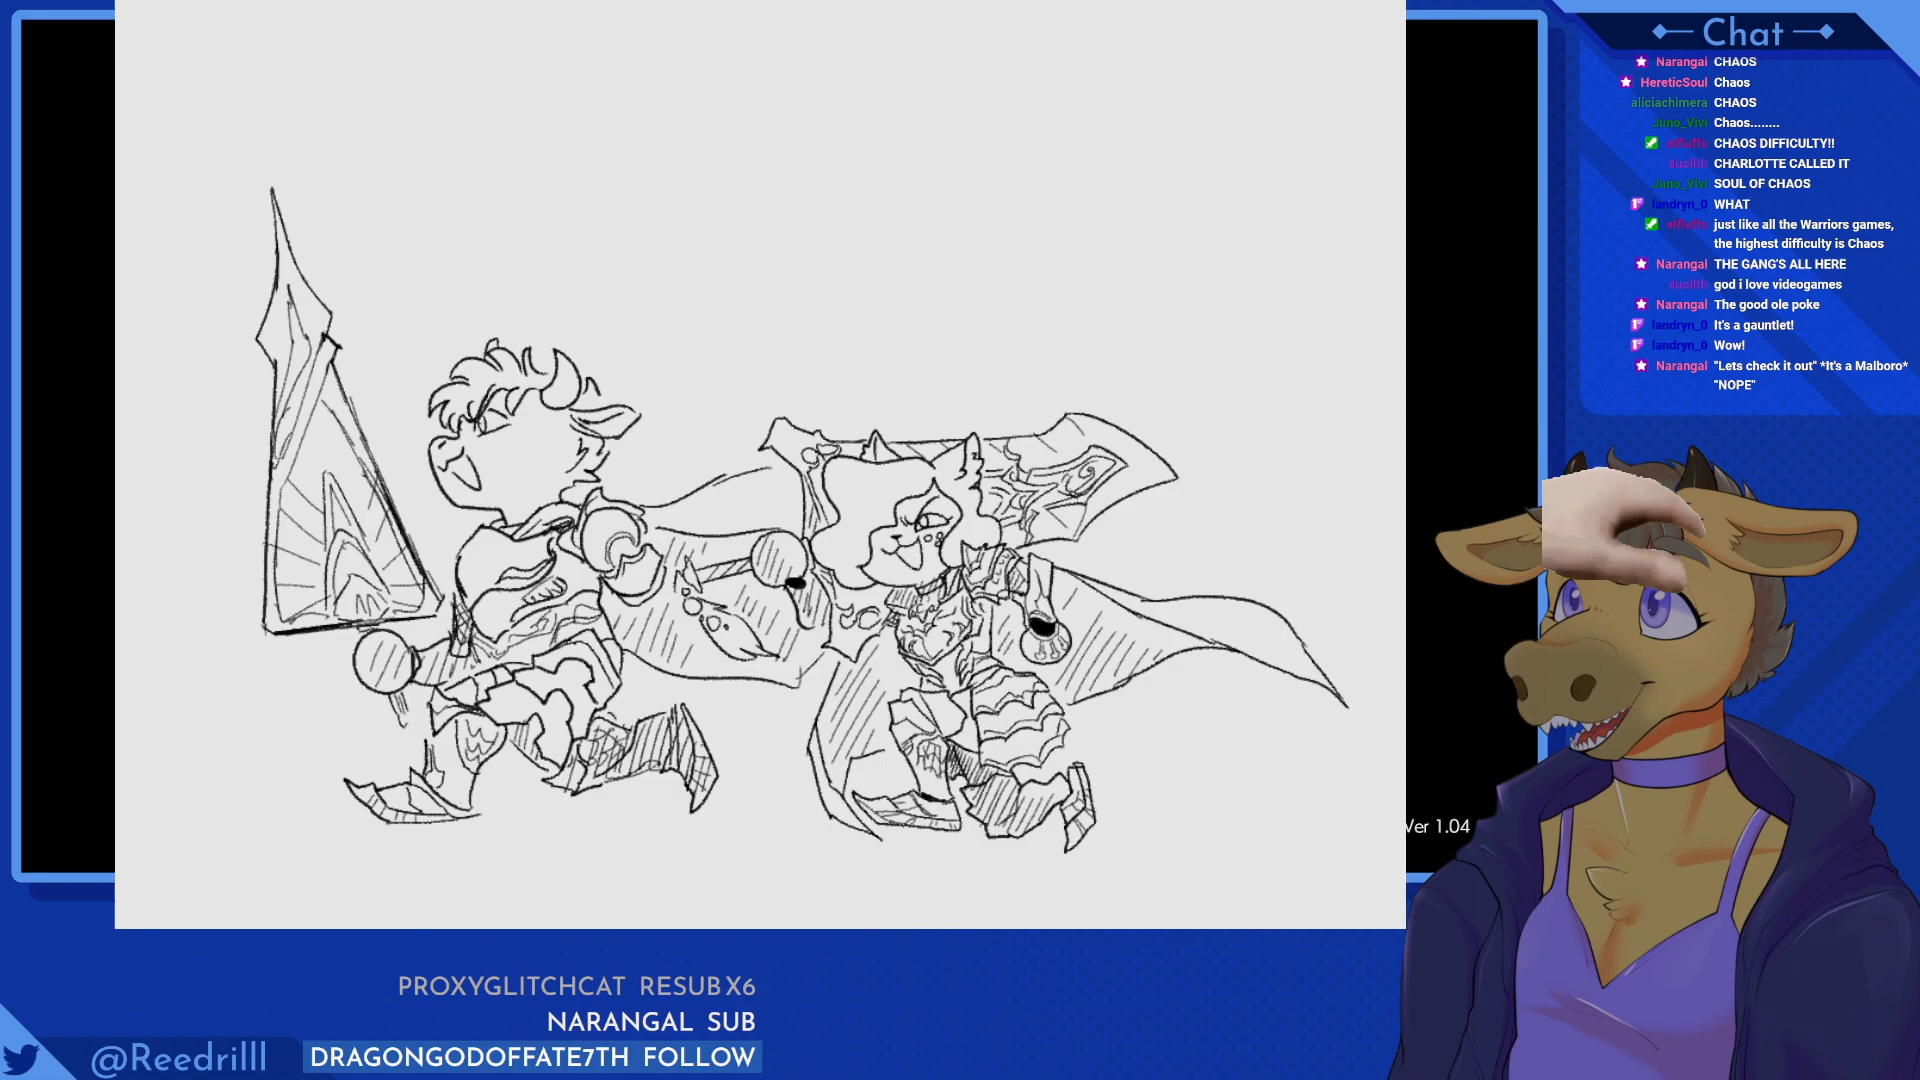 Chat
Narangal CHAOS
HereticSoul Chaos
aliciachimera CHAOS
Juno_Vivi Chaos........
elfluffo CHAOS DIFFICULTY!!
duollth CHARLOTTE CALLED IT
Juno_Vivi SOUL OF CHAOS
landryn_0 WHAT
just like all the Warriors games,
the highest difficulty is Chaos
Narangal THE GANG'S ALL HERE
duollth god i love videogames
Narangal The good ole poke
landryn_0 It's a gauntlet!
landryn_0 Wow!
Narangal "Lets check it out" *It's a Malboro*
"NOPE"
Ver 1.04
PROXYGLITCHCAT RESUB X6
NARANGAL SUB
DRAGONGODOFFATE7TH FOLLOW
@Reedrilll